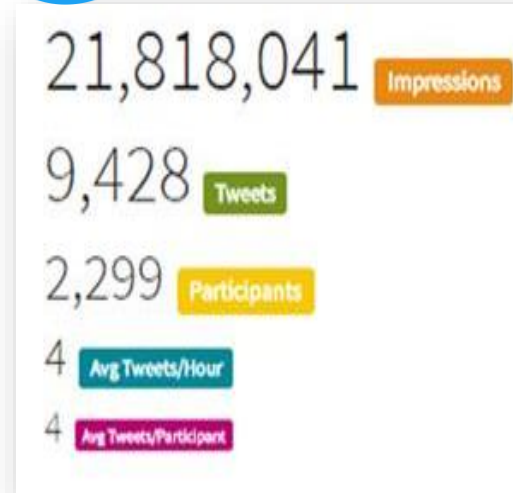 21,818,041 Impressions
9,428 Tweets
2,299 Participants
4 Avg Tweets/Hour
4 Avg Tweets/Participant